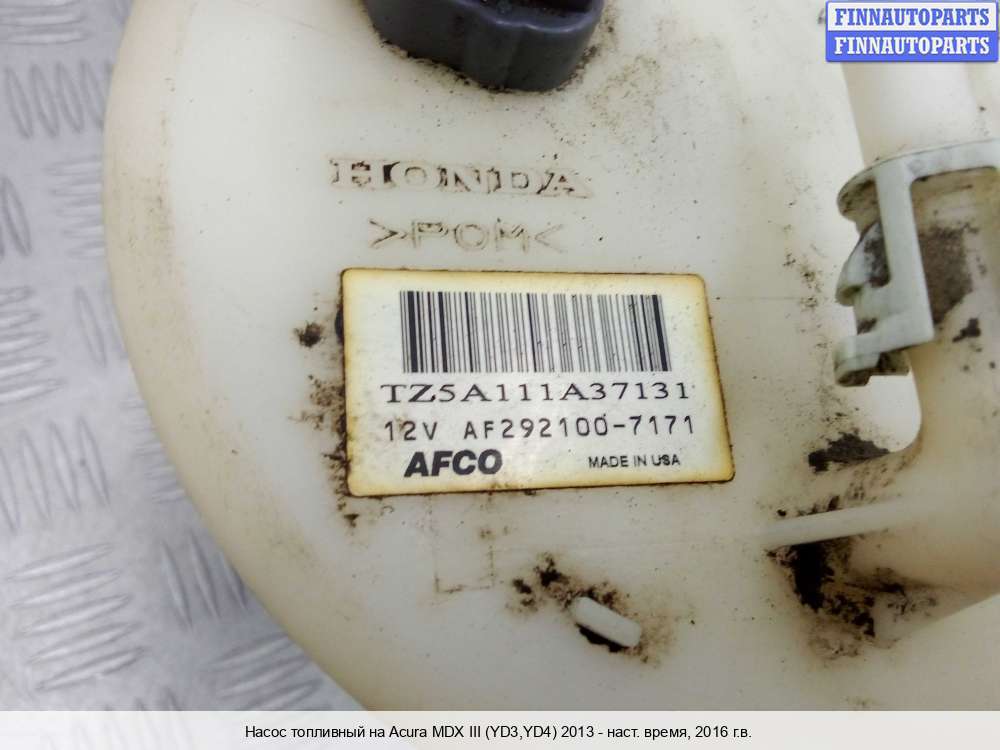 FINNAUTOPARTS
FINNAUTOPARTS
HONDA
>POM<
TZ5A111A37131
12V AF292100-7171
AFCO MADE IN USA
Насос топливный на Acura MDX III (YD3,YD4) 2013 - наст. время, 2016 г.в.